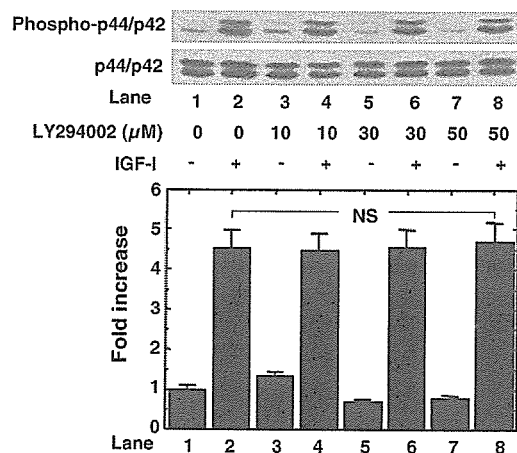 Phospho-p44/p42
p44/p42
Lane 1 2 3 4 5 6 7 8
LY294002 (µM) 0 0 10 10 30 30 50 50
IGF-I - + - + - + - +
NS
Fold increase
6
5
4
3
2
1
0
Lane 1 2 3 4 5 6 7 8